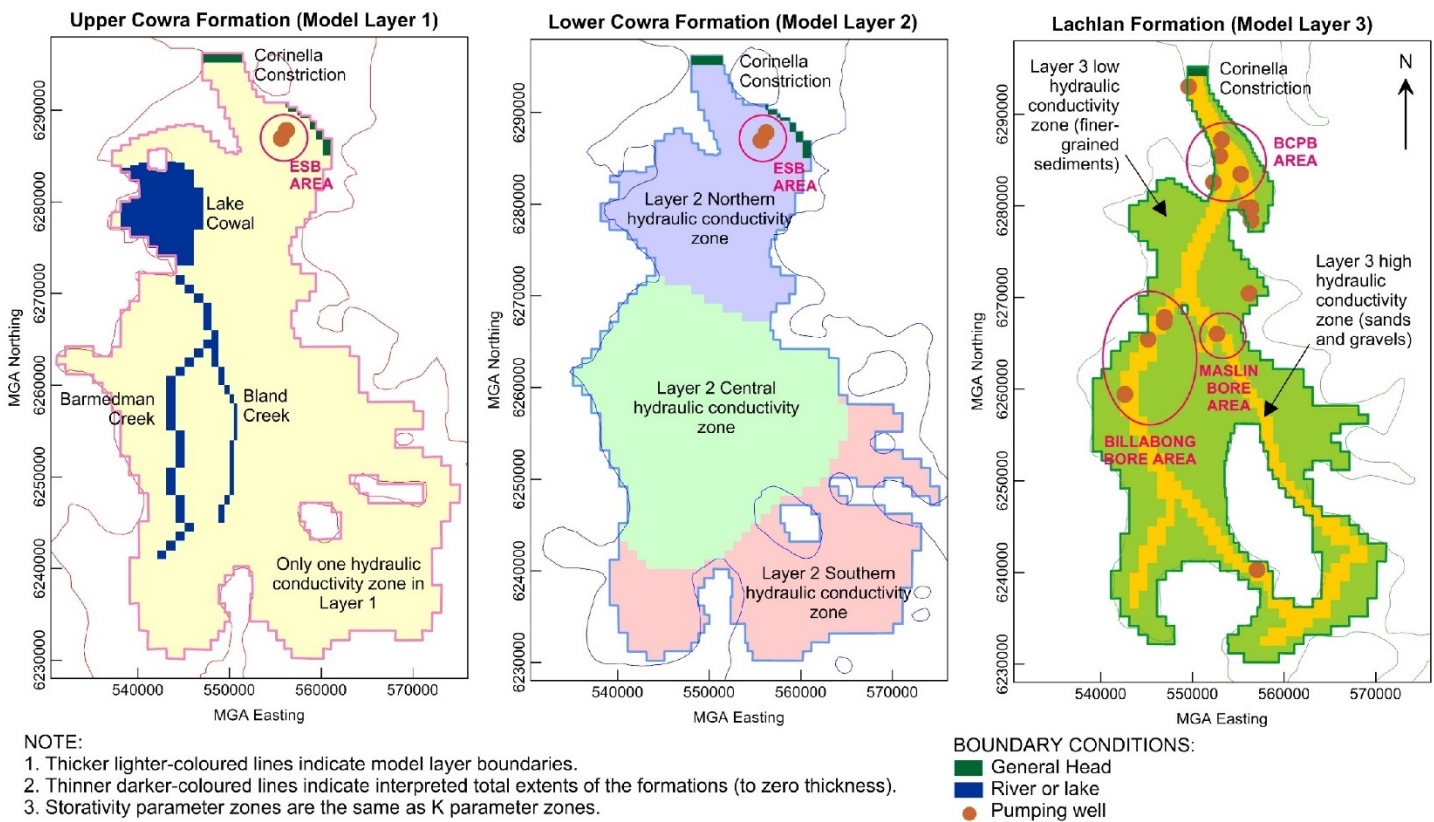 Upper Cowra Formation (Model Layer 1)
Corinella
Constriction
ESB
AREA
Lake
Cowal
Barmedman
Creek
Bland
Creek
Only one hydraulic
conductivity zone in
Layer 1
MGA Northing
6290000
6280000
6270000
6260000
6250000
6240000
6230000
540000
550000
560000
570000
MGA Easting
Lower Cowra Formation (Model Layer 2)
Corinella
Constriction
ESB
AREA
Layer 2 Northern
hydraulic conductivity
zone
Layer 2 Central
hydraulic conductivity
zone
Layer 2 Southern
hydraulic conductivity
zone
MGA Northing
6290000
6280000
6270000
6260000
6250000
6240000
6230000
540000
550000
560000
570000
MGA Easting
Lachlan Formation (Model Layer 3)
Layer 3 low
hydraulic
conductivity
zone (finer-
grained
sediments)
Corinella
Constriction
N
BCPB
AREA
Layer 3 high
hydraulic
conductivity
zone (sands
and gravels)
MASLIN
BORE
AREA
BILLABONG
BORE AREA
MGA Northing
6290000
6280000
6270000
6260000
6250000
6240000
6230000
540000
550000
560000
570000
MGA Easting
NOTE:
1. Thicker lighter-coloured lines indicate model layer boundaries.
2. Thinner darker-coloured lines indicate interpreted total extents of the formations (to zero thickness).
3. Storativity parameter zones are the same as K parameter zones.
BOUNDARY CONDITIONS:
General Head
River or lake
Pumping well